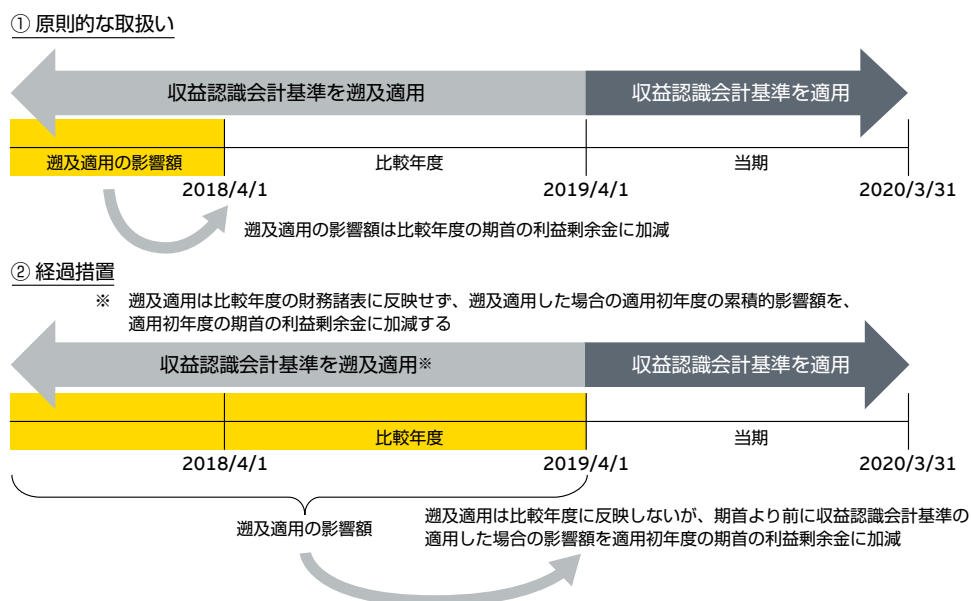 ① 原則的な取扱い
収益認識会計基準を遡及適用
収益認識会計基準を適用
遡及適用の影響額
比較年度
当期
2018/4/1
2019/4/1
2020/3/31
遡及適用の影響額は比較年度の期首の利益剰余金に加減
② 経過措置
※ 遡及適用は比較年度の財務諸表に反映せず、遡及適用した場合の適用初年度の累積的影響額を、
適用初年度の期首の利益剰余金に加減する
収益認識会計基準を遡及適用※
収益認識会計基準を適用
比較年度
当期
2018/4/1
2019/4/1
2020/3/31
遡及適用の影響額
遡及適用は比較年度に反映しないが、期首より前に収益認識会計基準の
適用した場合の影響額を適用初年度の期首の利益剰余金に加減